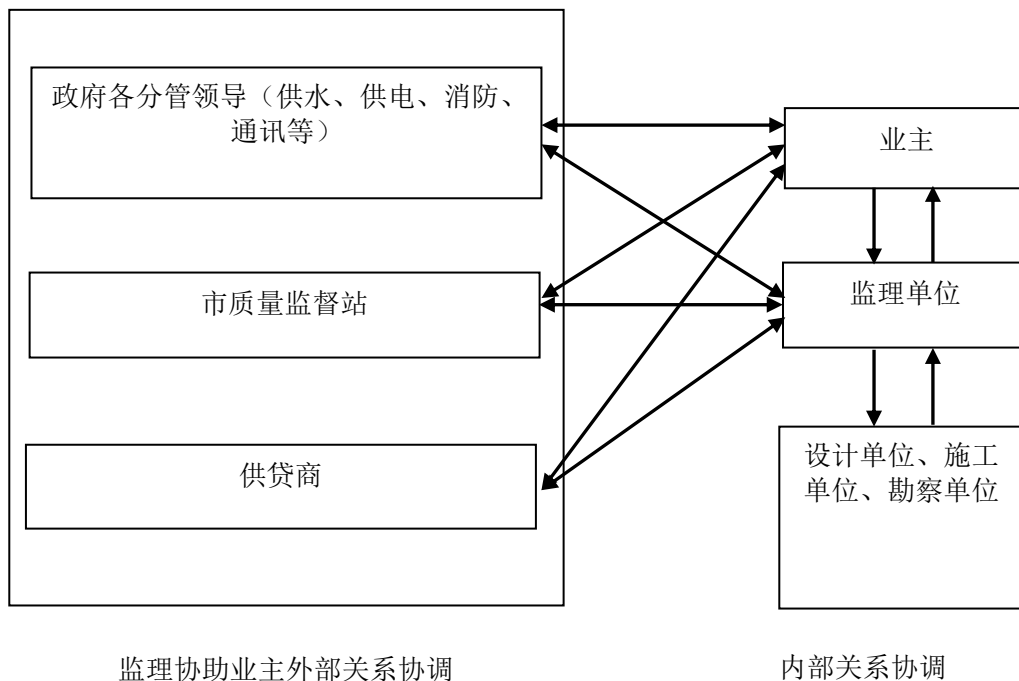 政府各分管领导（供水、供电、消防、
通讯等）
业主
市质量监督站
监理单位
供贷商
设计单位、施工
单位、勘察单位
监理协助业主外部关系协调
内部关系协调